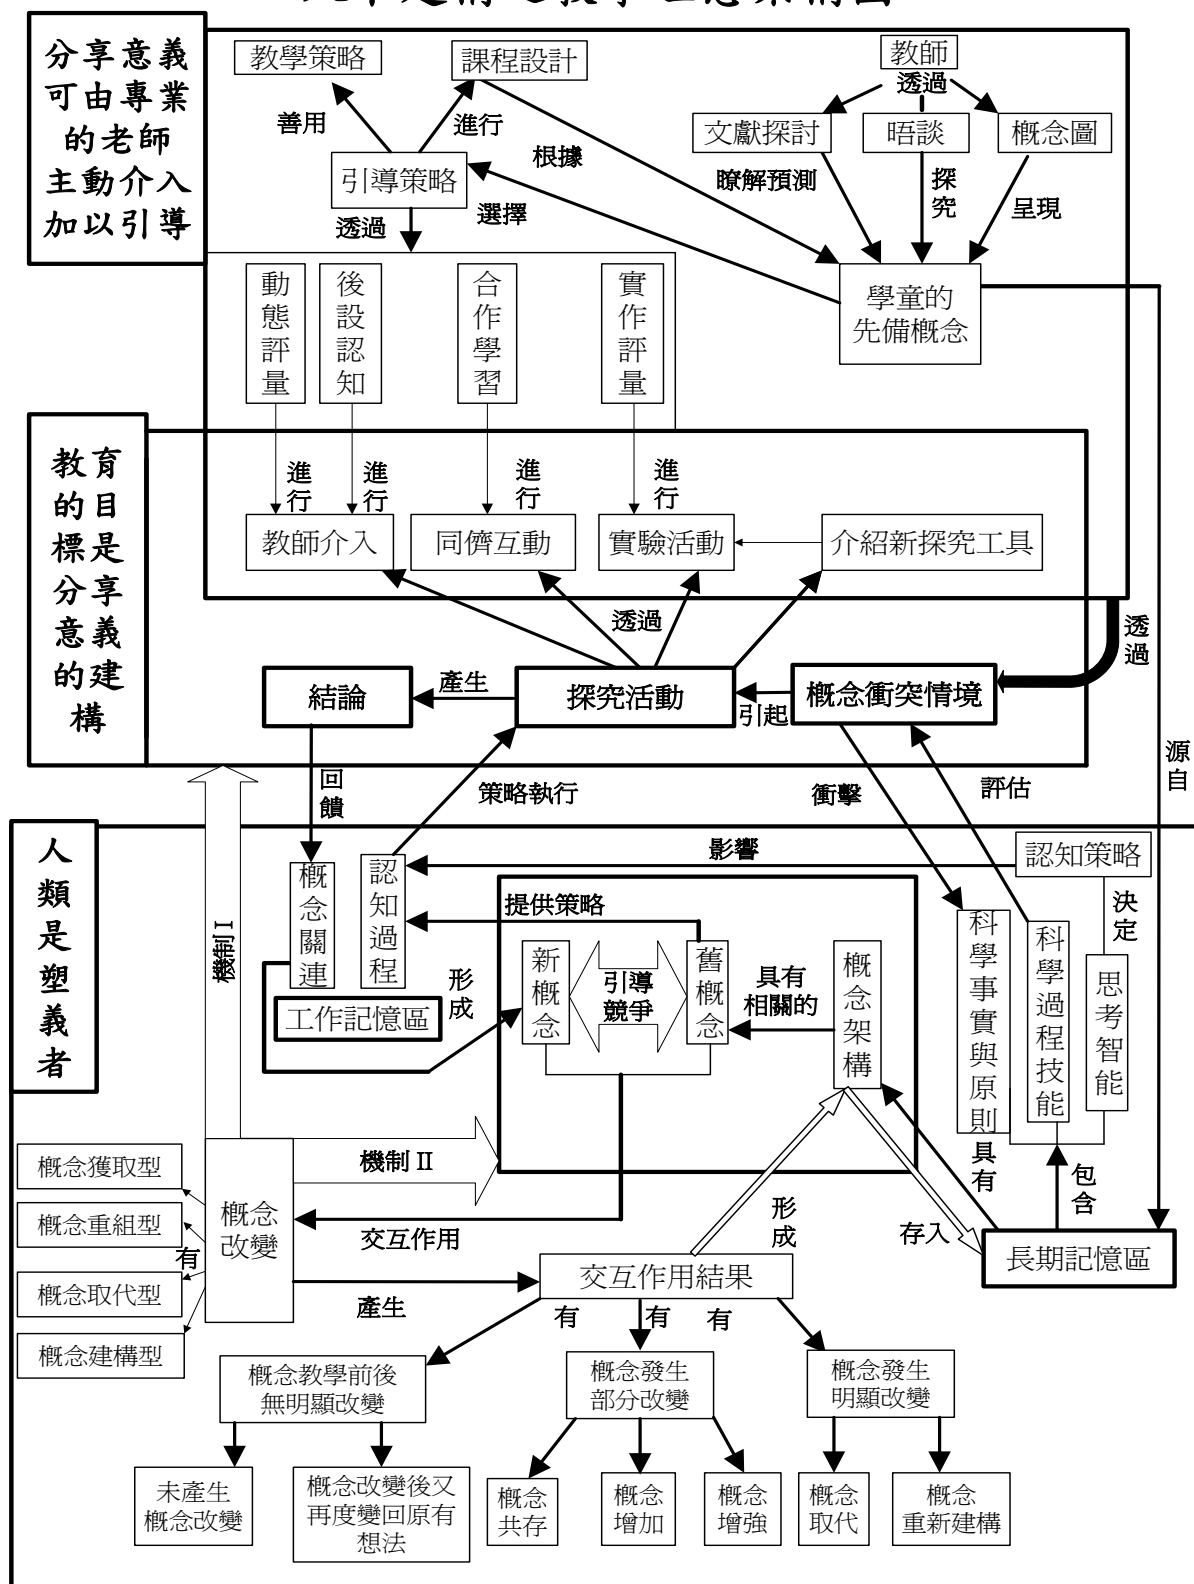 分享意義
可由專業
的老師
主動介入
加以引導
教學策略
課程設計
教師
透過
善用
進行
文獻探討
晤談
概念圖
根據
引導策略
瞭解預測
探究
呈現
選擇
透過
學童的
先備概念
動態評量
後設認知
合作學習
實作評量
教育
的目
標是
分享
意義
的建
構
進行
進行
進行
進行
教師介入
同儕互動
實驗活動
介紹新探究工具
透過
透過
結論
產生
探究活動
引起
概念衝突情境
回饋
策略執行
衝擊
評估
源自
人類是塑義者
機制 I
概念關連
認知過程
影響
認知策略
提供策略
決定
形成
新概念
引導
競爭
舊概念
具有
相關的
概念架構
科學事實與原則
科學過程技能
思考智能
工作記憶區
具有
包含
概念獲取型
概念重組型
有
概念取代型
概念建構型
概念
改變
機制 II
交互作用
形成
存入
長期記憶區
產生
交互作用結果
有
有
有
概念教學前後
無明顯改變
概念發生
部分改變
概念發生
明顯改變
未產生
概念改變
概念改變後又
再度變回原有
想法
概念
共存
概念
增加
概念
增強
概念
取代
概念
重新建構